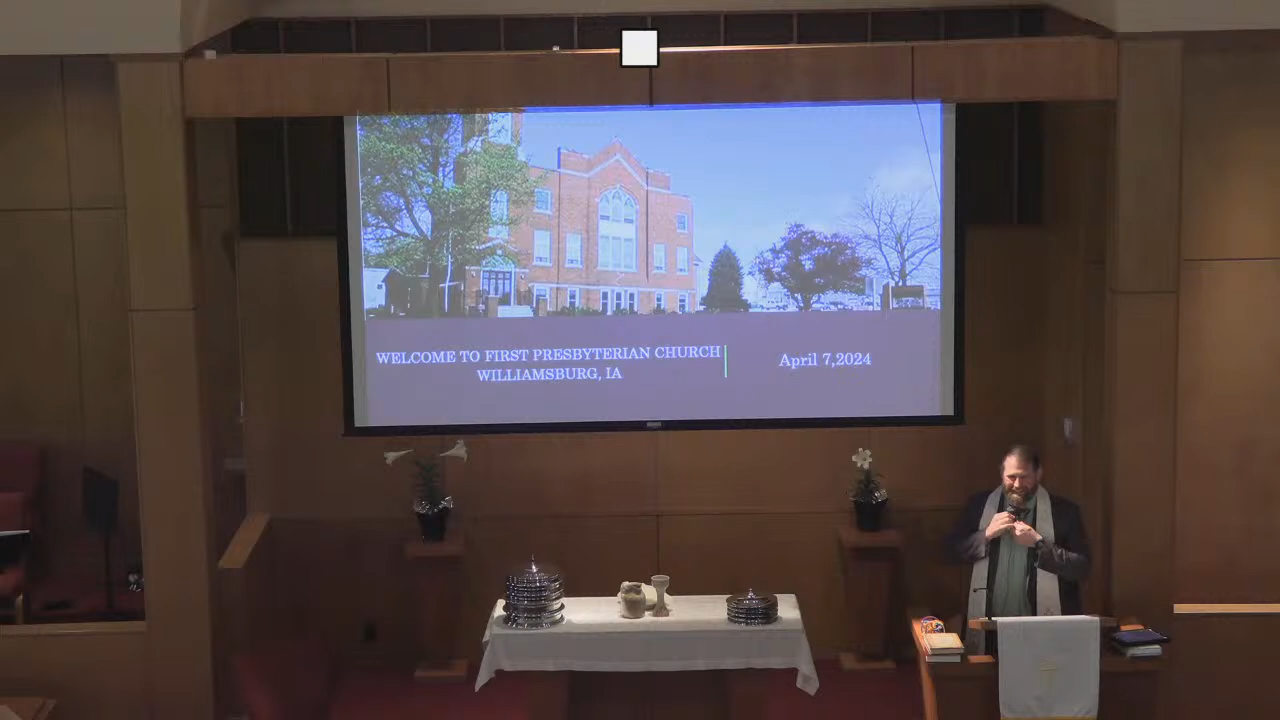 WELCOME TO FIRST PRESBYTERIAN CHURCH
WILLIAMSBURG, IA
April 7,2024